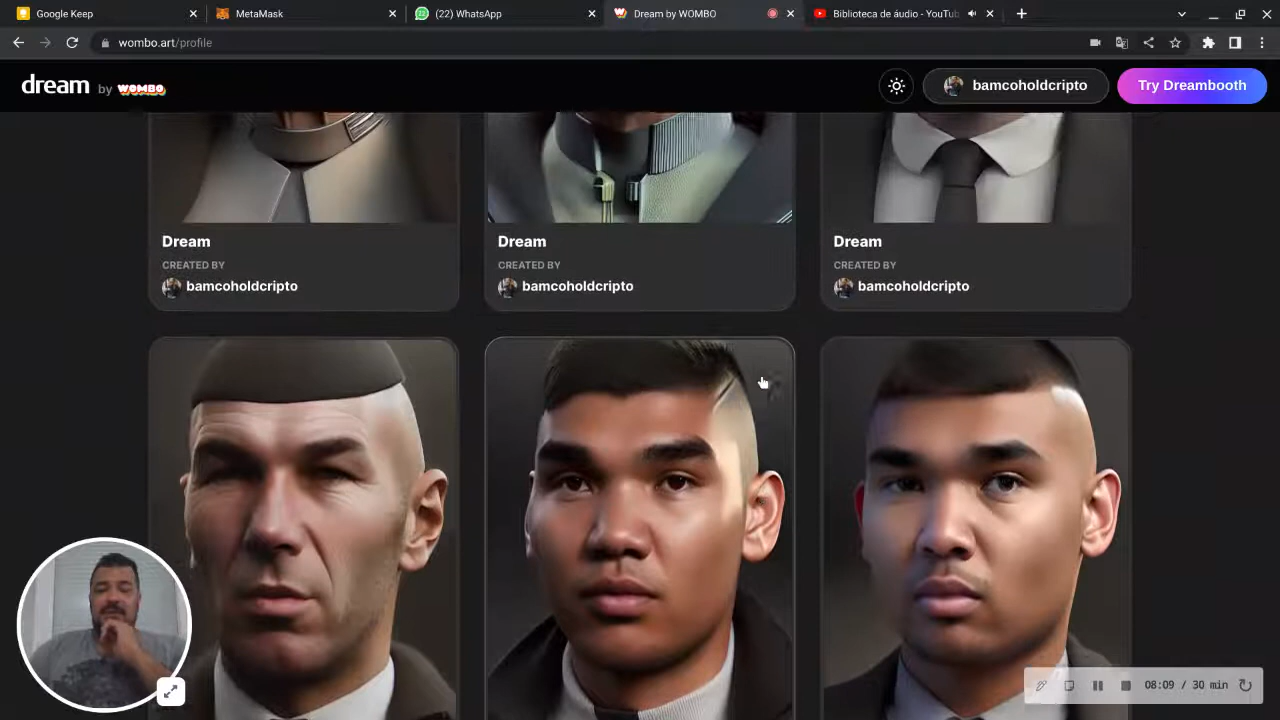 Google Keep
MetaMask
(22) WhatsApp
Dream by WOMBO
Biblioteca de áudio - YouTu
wombo.art/profile
dream by WOMBO
bamcoholdcripto
Try Dreambooth
Dream
CREATED BY
bamcoholdcripto
Dream
CREATED BY
bamcoholdcripto
Dream
CREATED BY
bamcoholdcripto
08:09 / 30 min